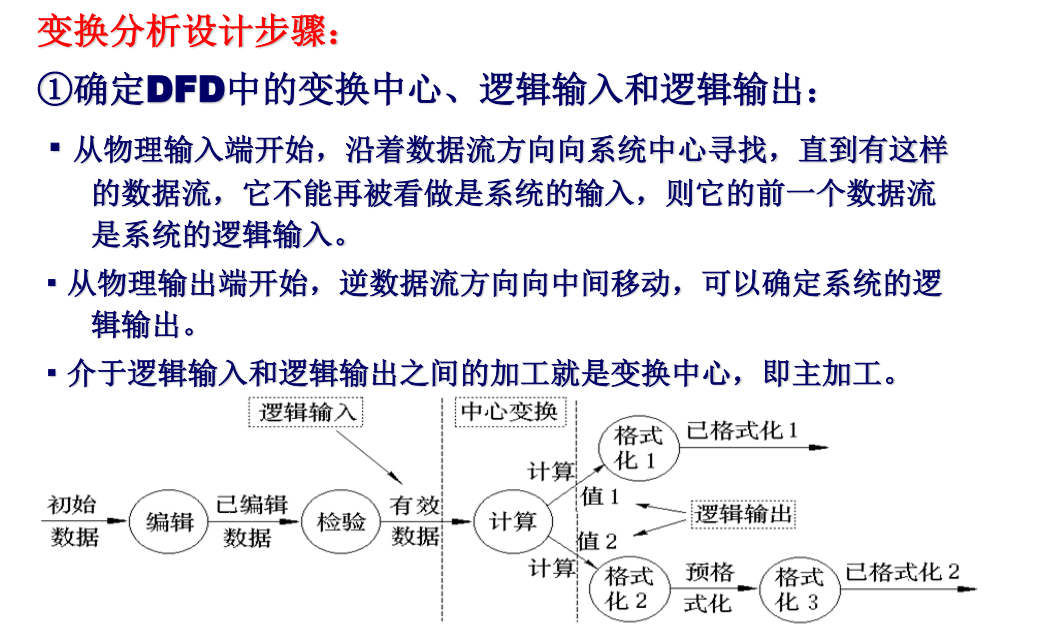 变换分析设计步骤：
①确定DFD中的变换中心、逻辑输入和逻辑输出：
▪ 从物理输入端开始，沿着数据流方向向系统中心寻找，直到有这样
的数据流，它不能再被看做是系统的输入，则它的前一个数据流
是系统的逻辑输入。
▪ 从物理输出端开始，逆数据流方向向中间移动，可以确定系统的逻
辑输出。
▪ 介于逻辑输入和逻辑输出之间的加工就是变换中心，即主加工。
逻辑输入
中心变换
格式
化 1
已格式化 1
计算
值 1
初始
数据
编辑
已编辑
数据
检验
有效
数据
计算
逻辑输出
值 2
计算
格式
化 2
预格
式化
格式
化 3
已格式化 2